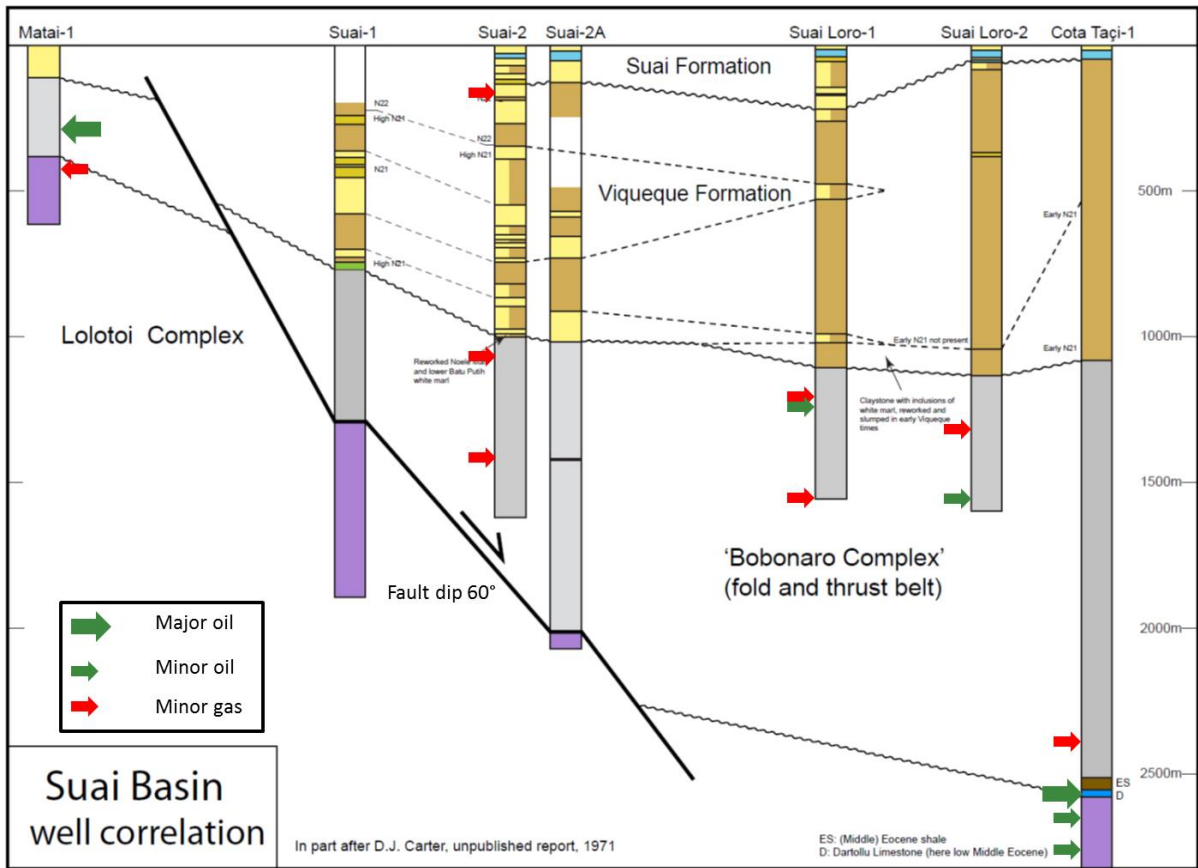 Matai-1
Suai-1
Suai-2
Suai-2A
Suai Loro-1
Suai Loro-2
Cota Taçi-1
Suai Formation
N22
High N21
N22
High N21
Viqueque Formation
500m
N21
Early N21
High N21
Lolotoi Complex
1000m
Early N21 not present
Early N21
Reworked Noele
and lower Batu Putih
white marl
Claystone with inclusions of
white marl, reworked and
slumped in early Viqueque
times
1500m
'Bobonaro Complex'
(fold and thrust belt)
Fault dip 60°
Major oil
Minor oil
Minor gas
2000m
2500m
ES
D
Suai Basin
well correlation
In part after D.J. Carter, unpublished report, 1971
ES: (Middle) Eocene shale
D: Dartollu Limestone (here low Middle Eocene)